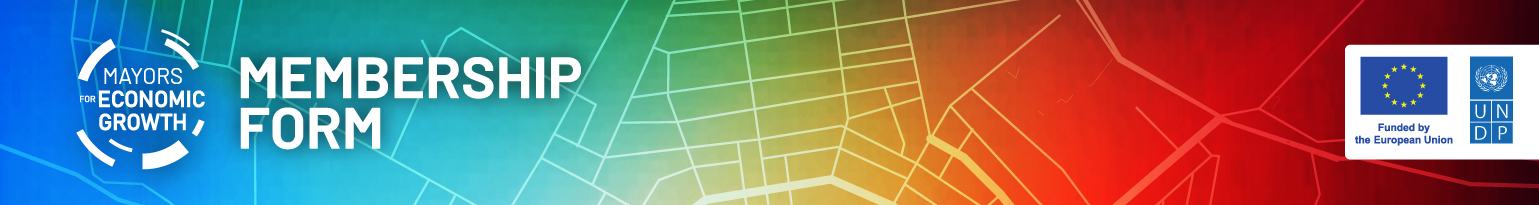 MAYORS
FOR ECONOMIC
GROWTH
MEMBERSHIP
FORM
Funded by
the European Union
U N
D P